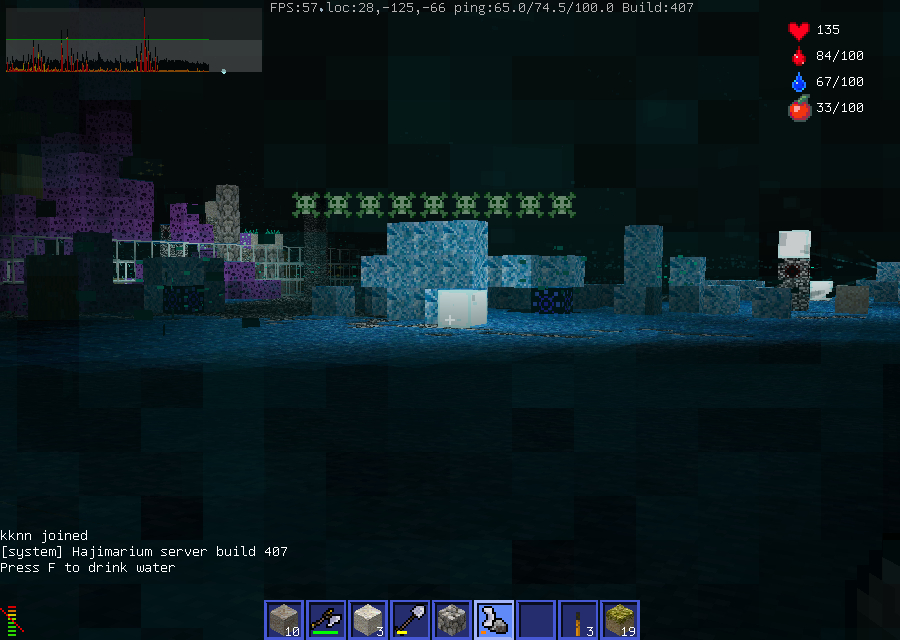 FPS:57 loc:28,-125,-66 ping:65.0/74.5/100.0 Build:407
135
84/100
67/100
33/100
kknn joined
[system] Hajimarium server build 407
Press F to drink water
10
3
3
19